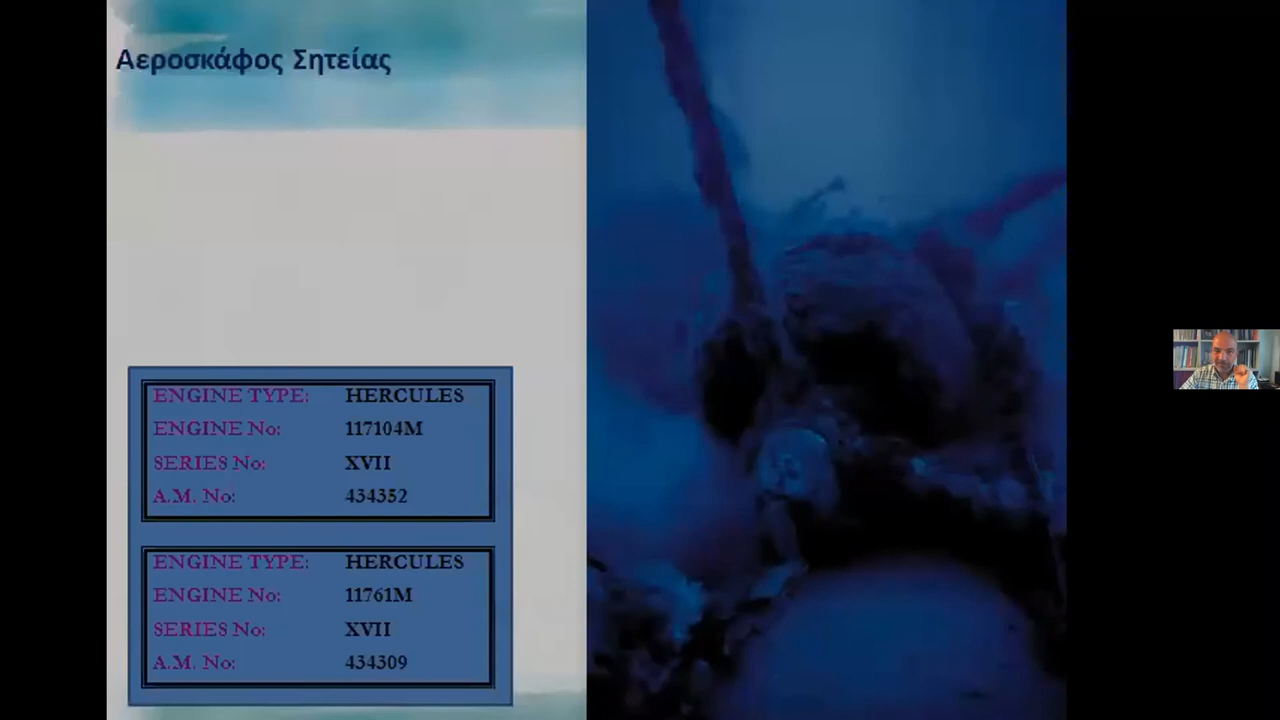 Αεροσκάφος Σητείας
ENGINE TYPE: HERCULES
ENGINE No: 117104M
SERIES No: XVII
A.M. No: 434352
ENGINE TYPE: HERCULES
ENGINE No: 11761M
SERIES No: XVII
A.M. No: 434309